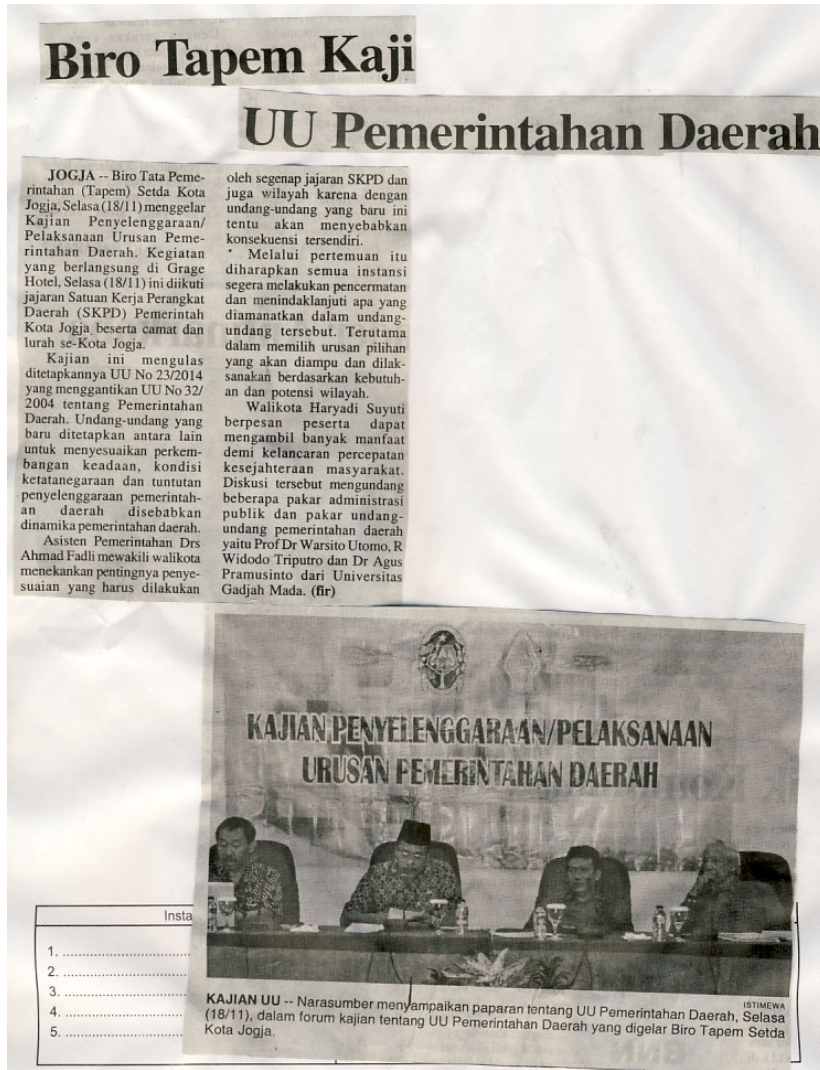 Biro Tapem Kaji
UU Pemerintahan Daerah
JOGJA -- Biro Tata Peme-
rintahan (Tapem) Setda Kota
Jogja, Selasa (18/11) menggelar
Kajian Penyelenggaraan/
Pelaksanaan Urusan Peme-
rintahan Daerah. Kegiatan
yang berlangsung di Grage
Hotel, Selasa (18/11) ini diikuti
jajaran Satuan Kerja Perangkat
Daerah (SKPD) Pemerintah
Kota Jogja beserta camat dan
lurah se-Kota Jogja.
Kajian ini mengulas
ditetapkannya UU No 23/2014
yang menggantikan UU No 32/
2004 tentang Pemerintahan
Daerah. Undang-undang yang
baru ditetapkan antara lain
untuk menyesuaikan perkem-
bangan keadaan, kondisi
ketatanegaraan dan tuntutan
penyelenggaraan pemerintah-
an daerah disebabkan
dinamika pemerintahan daerah.
Asisten Pemerintahan Drs
Ahmad Fadli mewakili walikota
menekankan pentingnya penye-
suaian yang harus dilakukan
oleh segenap jajaran SKPD dan
juga wilayah karena dengan
undang-undang yang baru ini
tentu akan menyebabkan
konsekuensi tersendiri.
Melalui pertemuan itu
diharapkan semua instansi
segera melakukan pencermatan
dan menindaklanjuti apa yang
diamanatkan dalam undang-
undang tersebut. Terutama
dalam memilih urusan pilihan
yang akan diampu dan dilak-
sanakan berdasarkan kebutuh-
an dan potensi wilayah.
Walikota Haryadi Suyuti
berpesan peserta dapat
mengambil banyak manfaat
demi kelancaran percepatan
kesejahteraan masyarakat.
Diskusi tersebut mengundang
beberapa pakar administrasi
publik dan pakar undang-
undang pemerintahan daerah
yaitu Prof Dr Warsito Utomo, R
Widodo Triputro dan Dr Agus
Pramusinto dari Universitas
Gadjah Mada. (fir)
KAJIAN PENYELENGGARAAN/PELAKSANAAN
URUSAN PEMERINTAHAN DAERAH
Insta
1. ..........................
2. ..........................
3. ..........................
4. ..........................
5. ..........................
ISTIMEWA
KAJIAN UU -- Narasumber menyampaikan paparan tentang UU Pemerintahan Daerah, Selasa
(18/11), dalam forum kajian tentang UU Pemerintahan Daerah yang digelar Biro Tapem Setda
Kota Jogja.